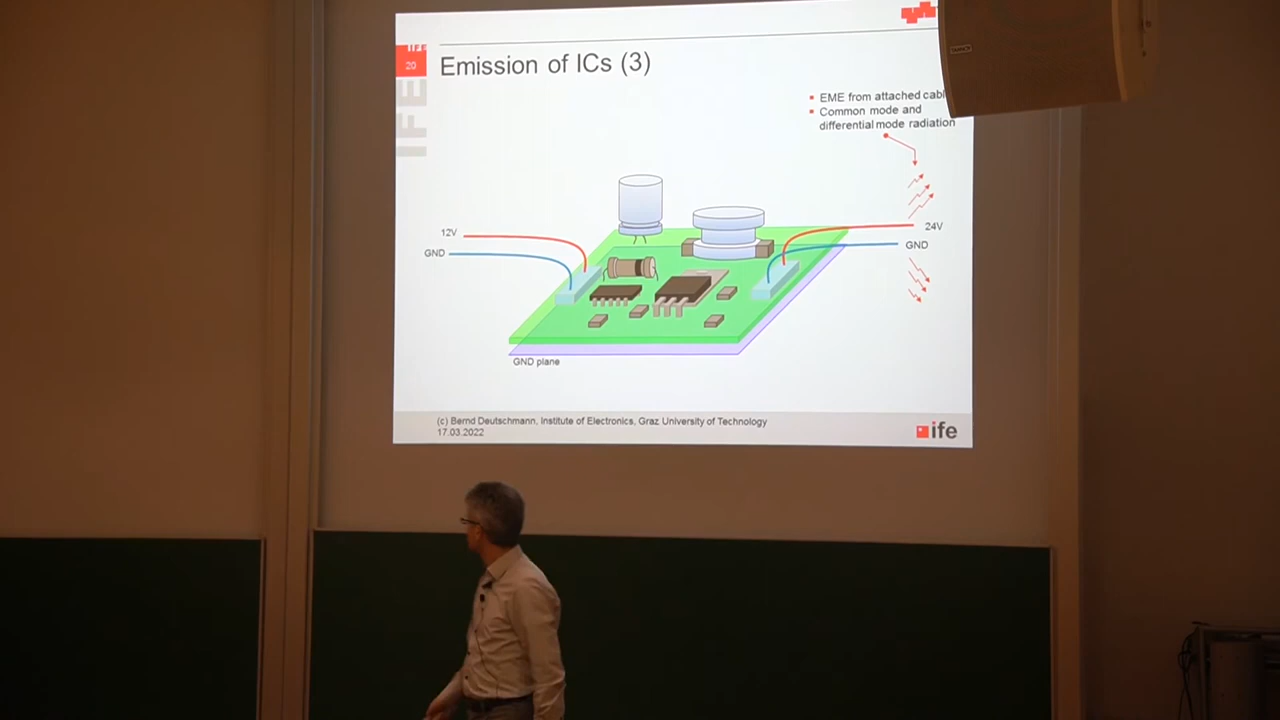 20
IFE
Emission of ICs (3)
EME from attached
Common mode and
differential mode radiation
12V
GND
24V
GND
GND plane
(c) Bernd Deutschmann, Institute of Electronics, Graz University of Technology
17.03.2022
ife